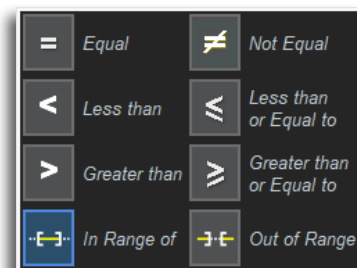 = Equal
≠ Not Equal
< Less than
≤ Less than
or Equal to
> Greater than
≥ Greater than
or Equal to
In Range of
Out of Range